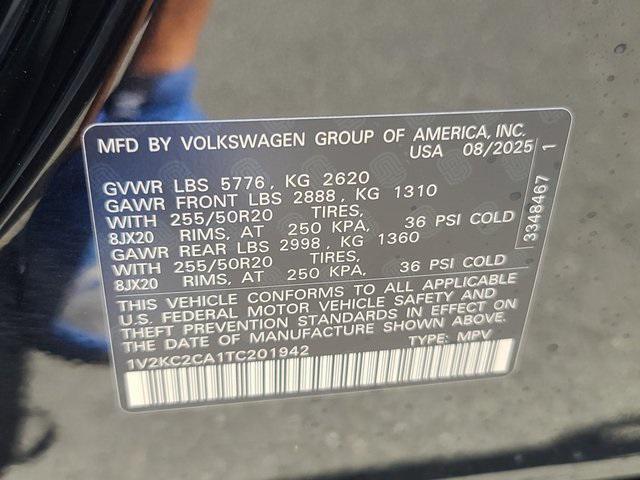 MFD BY VOLKSWAGEN GROUP OF AMERICA, INC.
USA 08/2025
GVWR LBS 5776, KG 2620
GAWR FRONT LBS 2888, KG 1310
WITH 255/50R20 TIRES,
8JX20 RIMS, AT 250 KPA, 36 PSI COLD
GAWR REAR LBS 2998, KG 1360
WITH 255/50R20 TIRES,
8JX20 RIMS, AT 250 KPA, 36 PSI COLD
THIS VEHICLE CONFORMS TO ALL APPLICABLE
U.S. FEDERAL MOTOR VEHICLE SAFETY AND
THEFT PREVENTION STANDARDS IN EFFECT ON
THE DATE OF MANUFACTURE SHOWN ABOVE.
1V2KC2CA1TC201942 TYPE: MPV
3348467 1